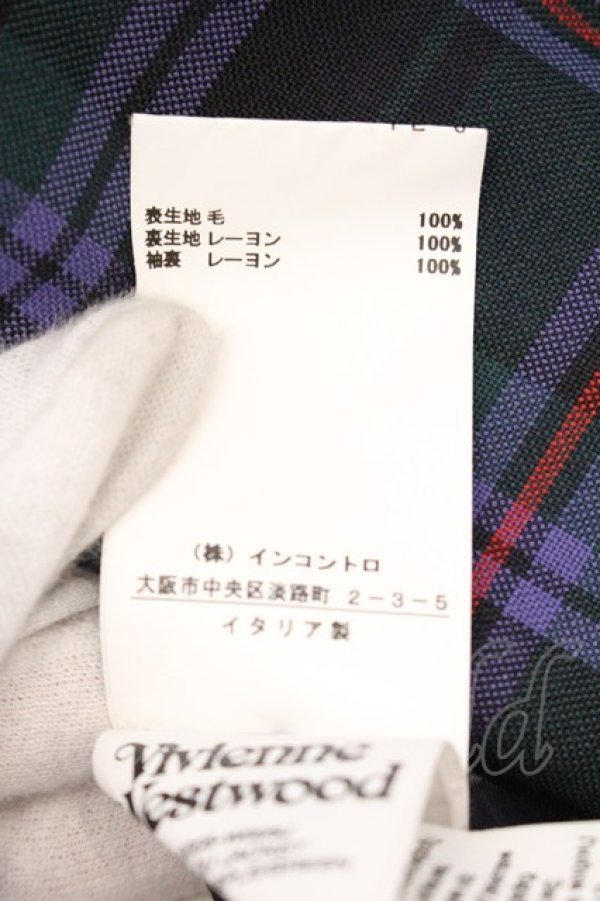 表生地 毛 100%
裏生地 レーヨン 100%
袖裏 レーヨン 100%
(株) インコントロ
大阪市中央区淡路町 2-3-5
イタリア製
Vivienne
Westwood